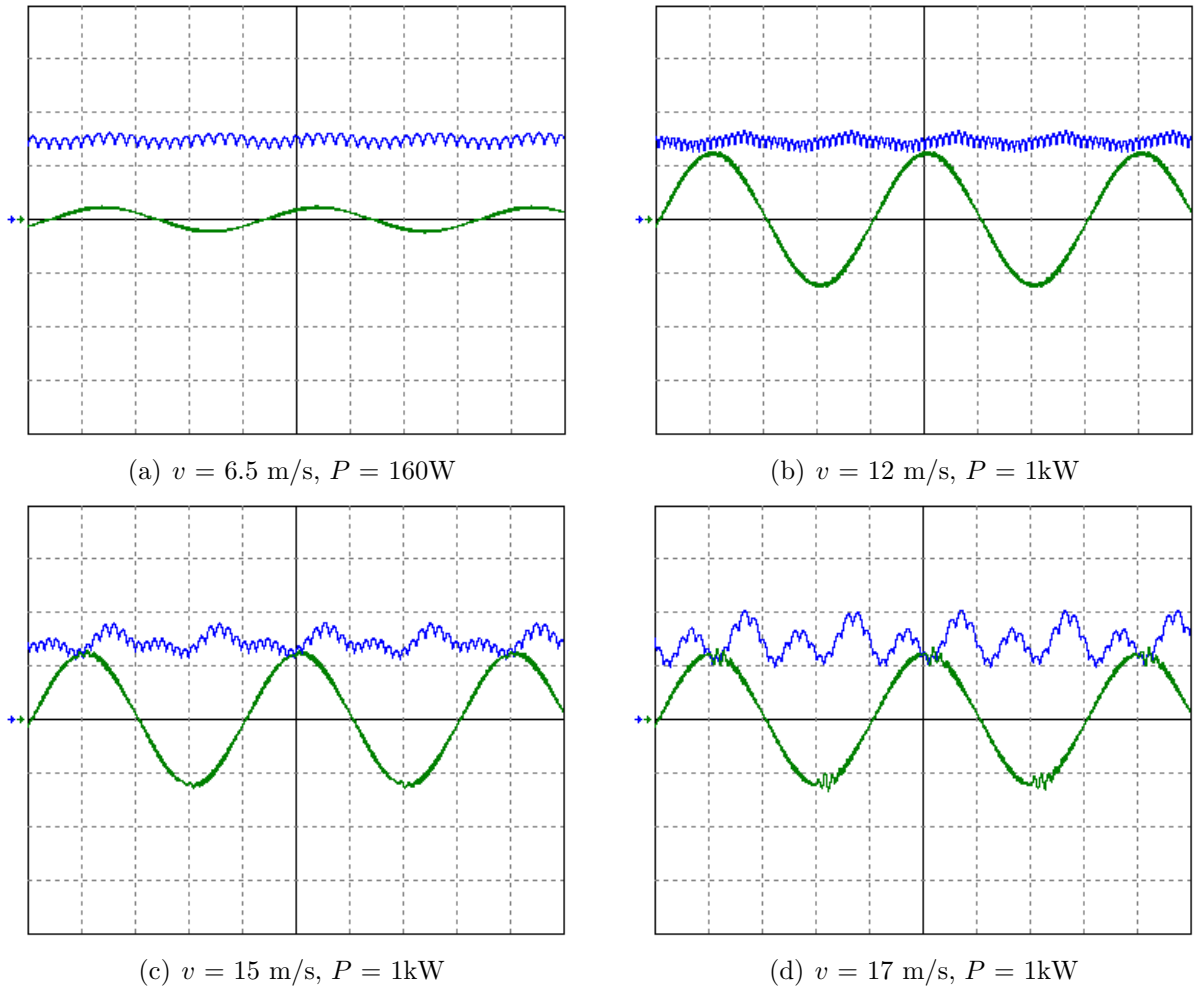 (a) v = 6.5 m/s, P = 160W
(b) v = 12 m/s, P = 1kW
(c) v = 15 m/s, P = 1kW
(d) v = 17 m/s, P = 1kW